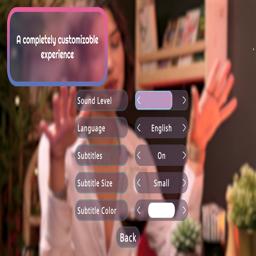 A completely customizable
experience
Sound Level
Language
English
Subtitles
On
Subtitle Size
Small
Subtitle Color
Back